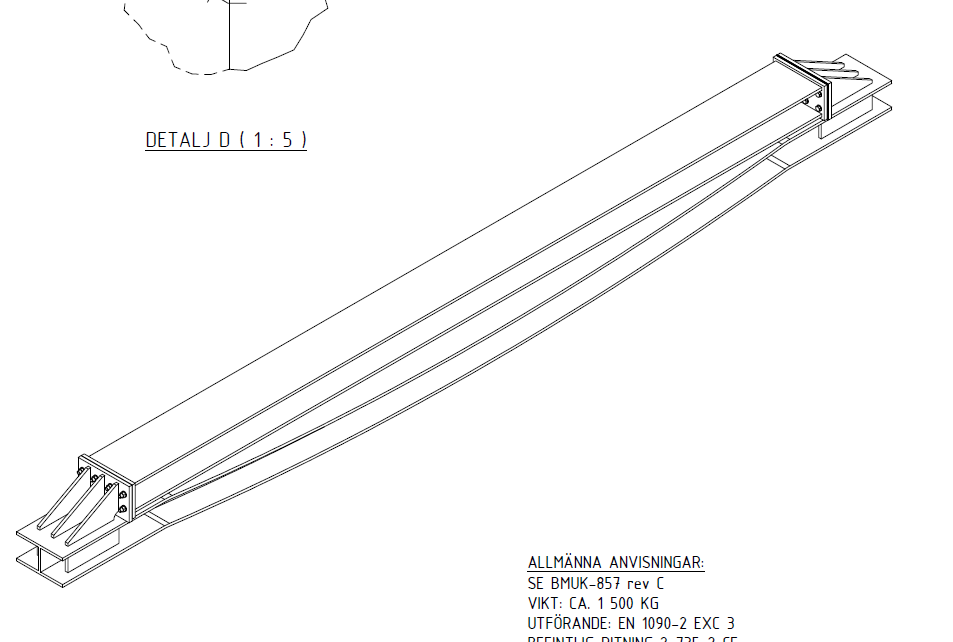 DETALJ D ( 1 : 5 )
ALLMÄNNA ANVISNINGAR:
SE BMUK-857 rev C
VIKT: CA. 1 500 KG
UTFÖRANDE: EN 1090-2 EXC 3